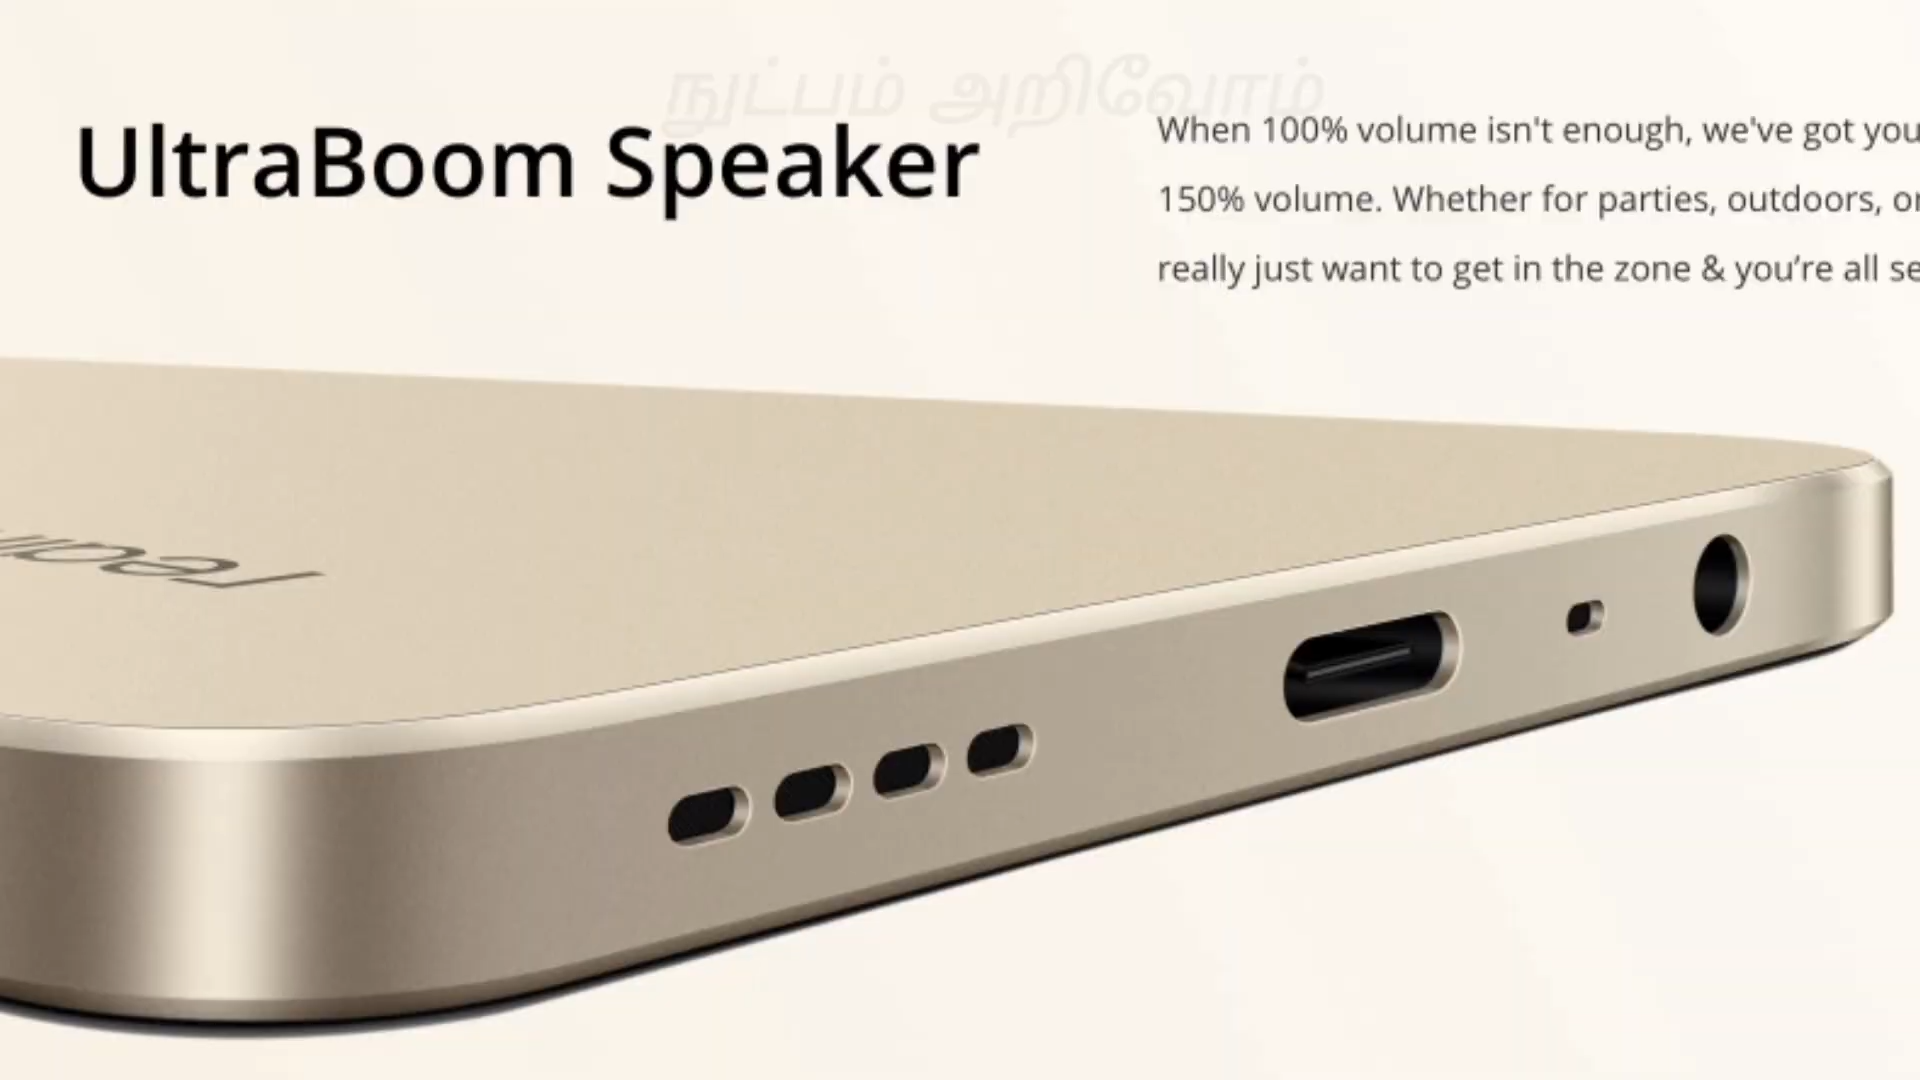 நுட்பம் அறிவோம்
UltraBoom Speaker
When 100% volume isn't enough, we've got you
150% volume. Whether for parties, outdoors, or
really just want to get in the zone & you’re all se